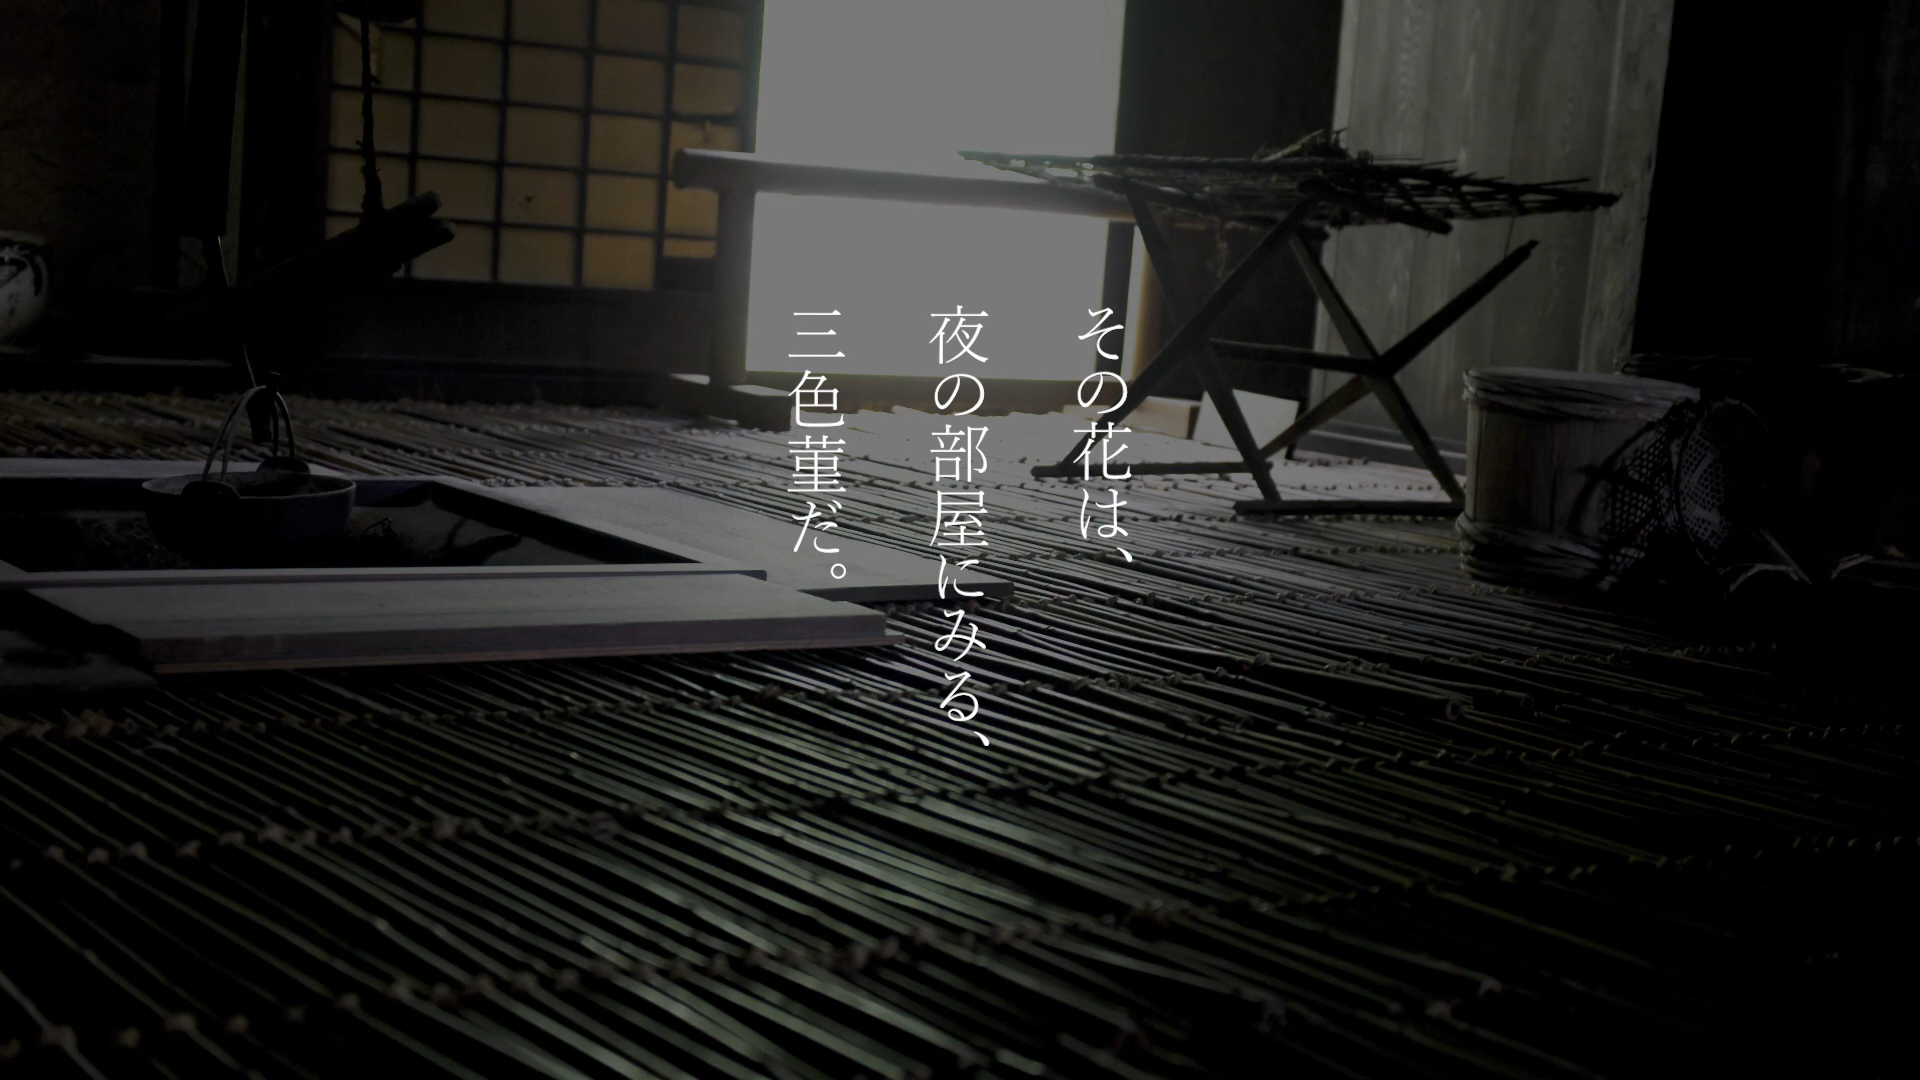 その花は、
夜の部屋にみる、
三色菫だ。